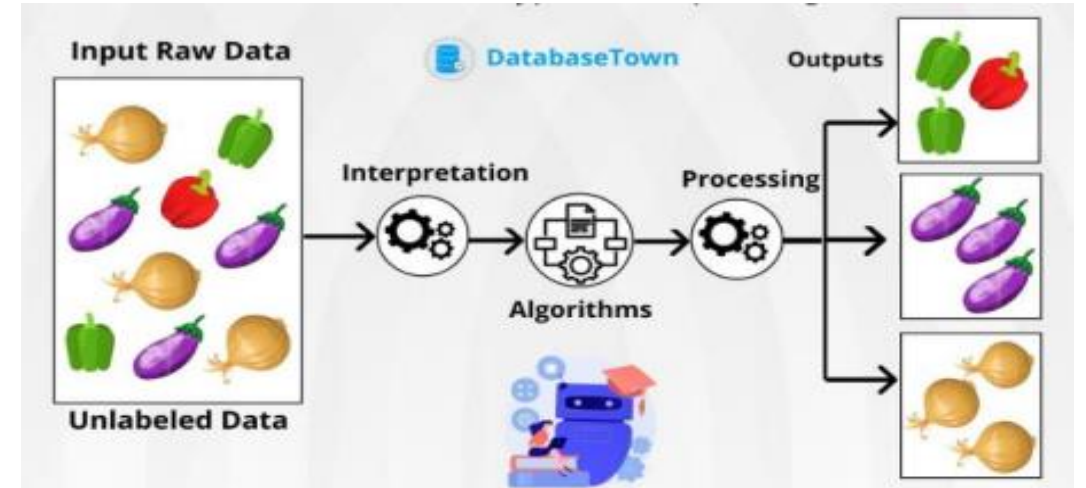 Input Raw Data
DatabaseTown
Outputs
Interpretation
Processing
Algorithms
Unlabeled Data